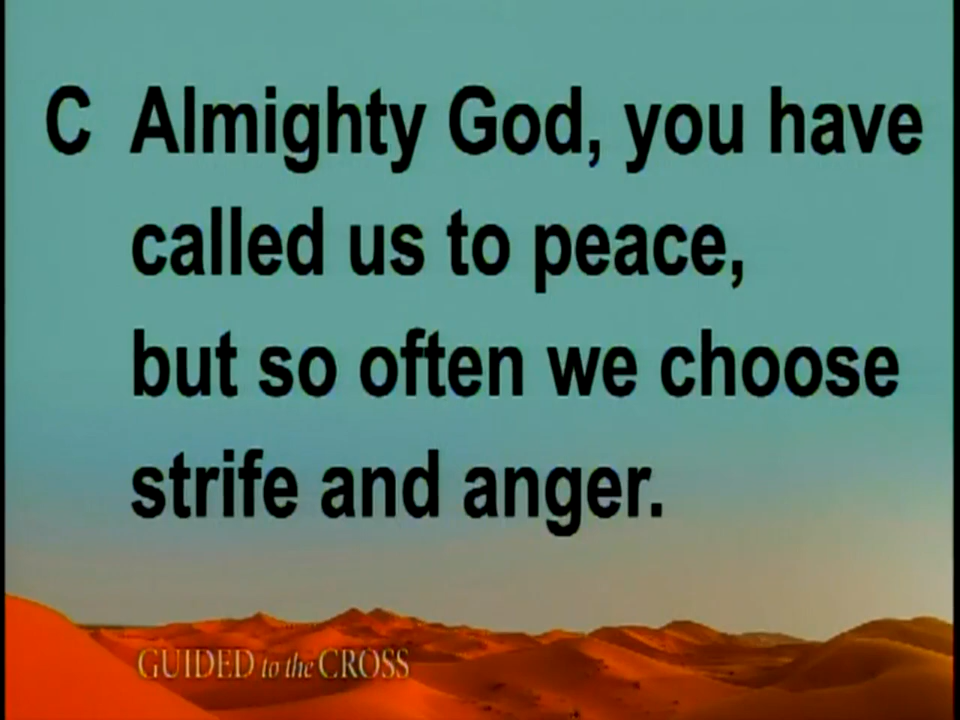 C Almighty God, you have
called us to peace,
but so often we choose
strife and anger.
GUIDED to the CROSS